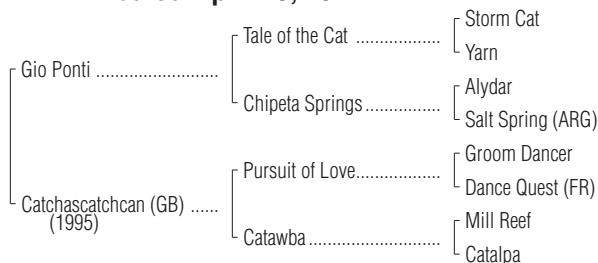 Storm Cat
Tale of the Cat ..................
Yarn
Gio Ponti ..........................
Alydar
Chipeta Springs ................
Salt Spring (ARG)
Groom Dancer
Pursuit of Love..................
Dance Quest (FR)
Catchascatchcan (GB) ......
(1995)
Mill Reef
Catawba ............................
Catalpa